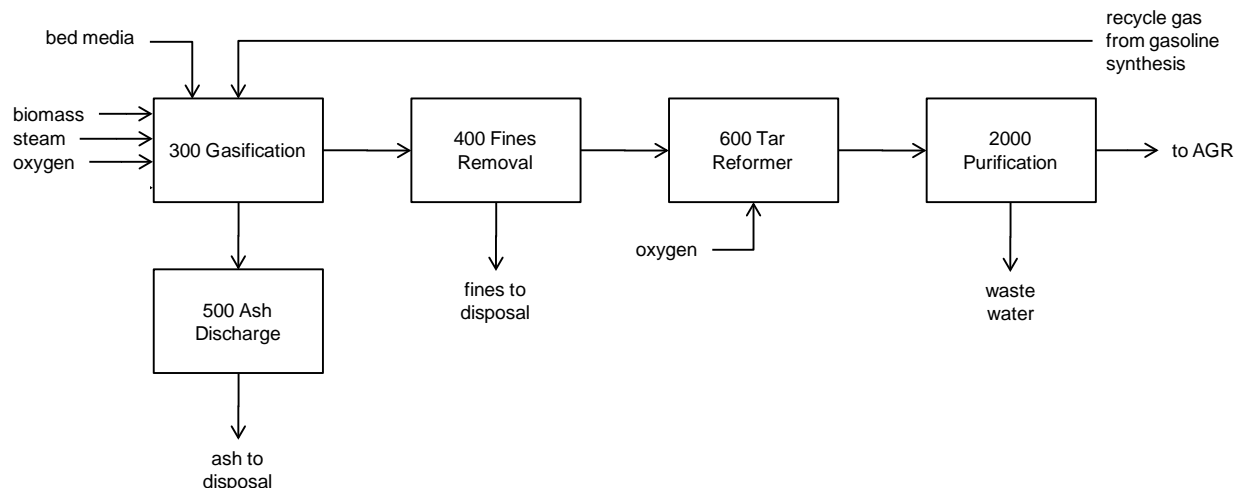 recycle gas
from gasoline
synthesis
bed media
biomass
steam
oxygen
300 Gasification
400 Fines
Removal
600 Tar
Reformer
2000
Purification
to AGR
oxygen
500 Ash
Discharge
fines to
disposal
waste
water
ash to
disposal